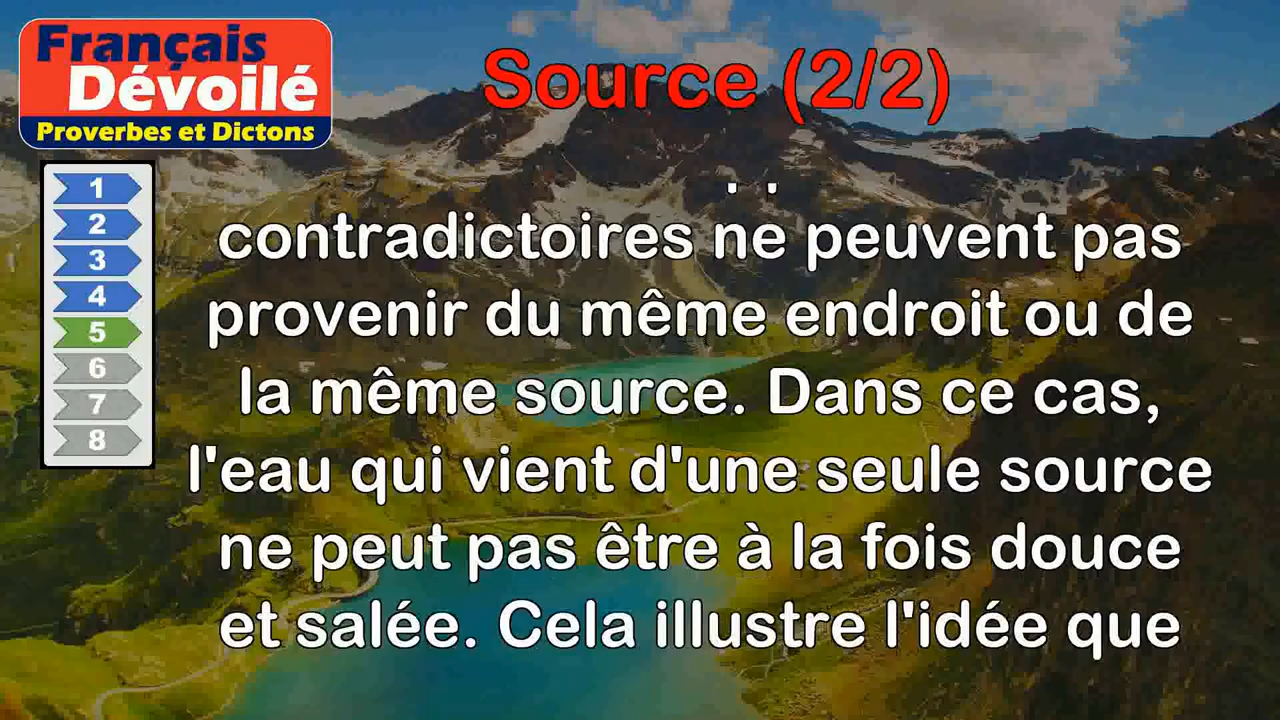 Français
Dévoilé
Proverbes et Dictons
Source (2/2)
1
2
3
4
5
6
7
8
contradictoires ne peuvent pas
provenir du même endroit ou de
la même source. Dans ce cas,
l'eau qui vient d'une seule source
ne peut pas être à la fois douce
et salée. Cela illustre l'idée que